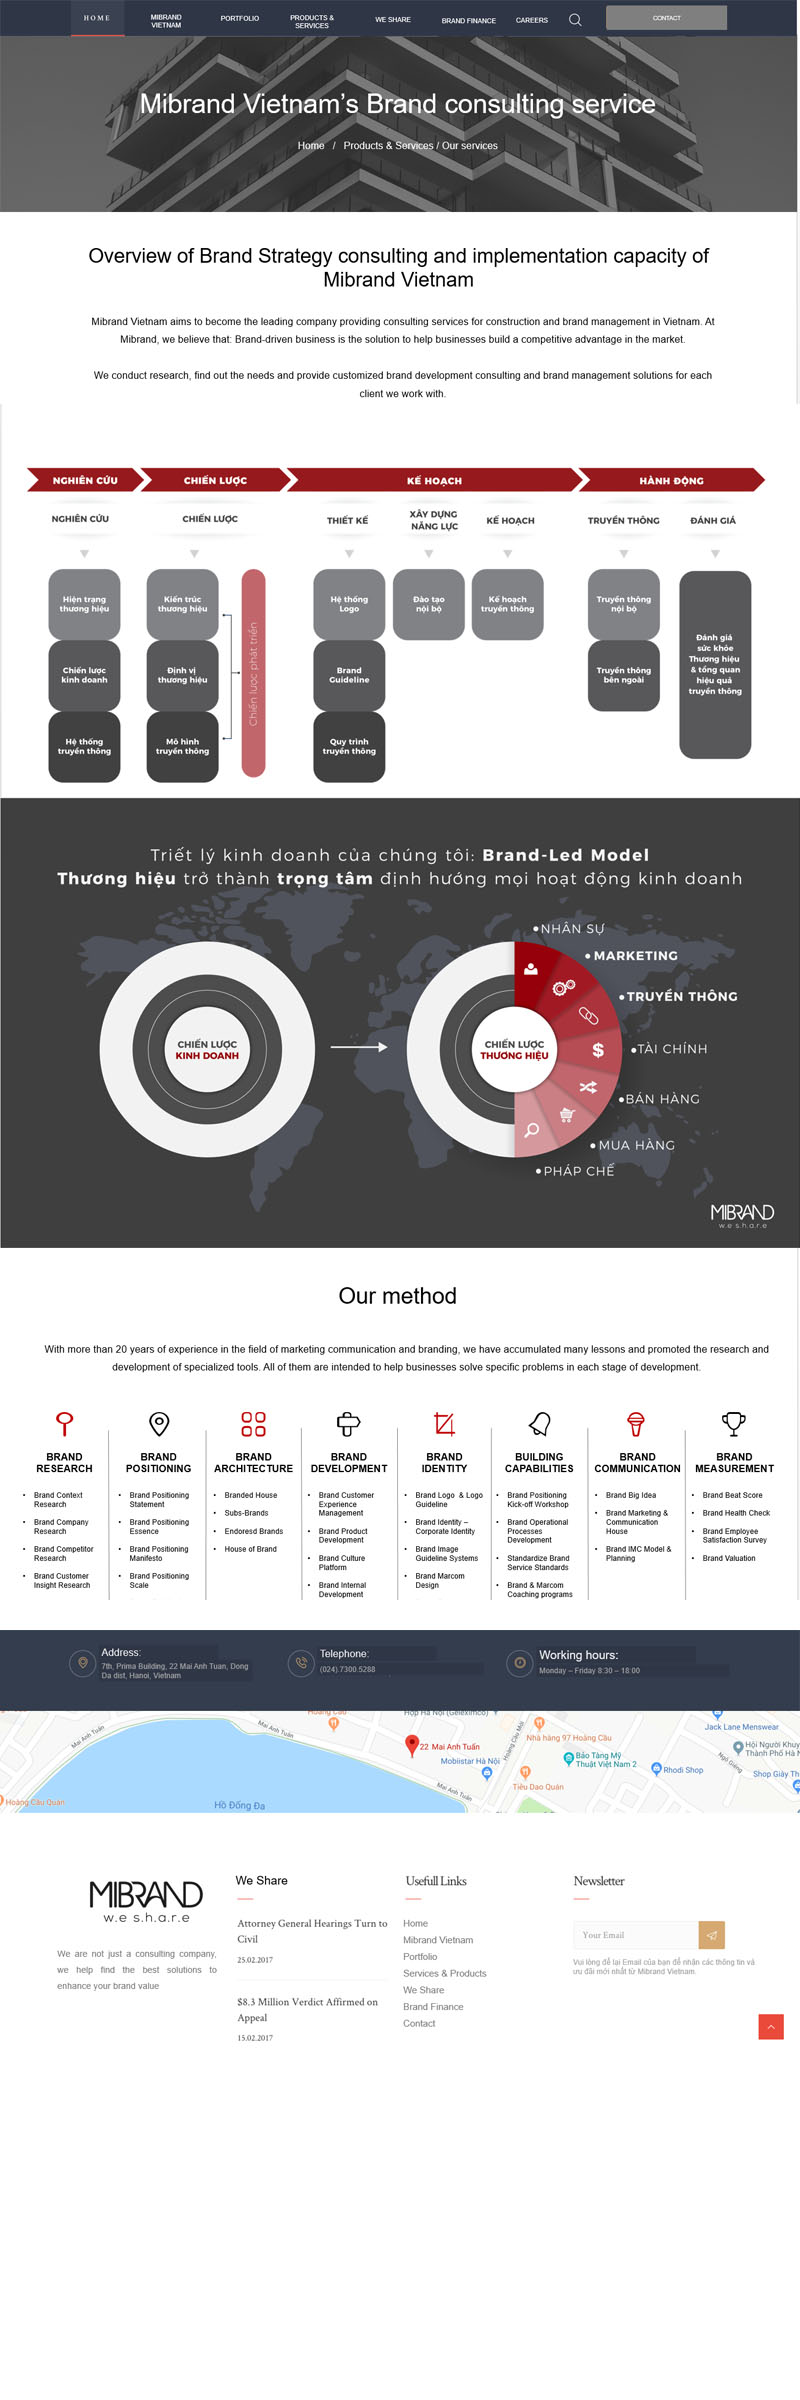 HOME
MIBRAND
VIETNAM
PORTFOLIO
PRODUCTS &
SERVICES
WE SHARE
BRAND FINANCE
CAREERS
CONTACT
Mibrand Vietnam’s Brand consulting service
Home / Products & Services / Our services
Overview of Brand Strategy consulting and implementation capacity of
Mibrand Vietnam
Mibrand Vietnam aims to become the leading company providing consulting services for construction and brand management in Vietnam. At
Mibrand, we believe that: Brand-driven business is the solution to help businesses build a competitive advantage in the market.
We conduct research, find out the needs and provide customized brand development consulting and brand management solutions for each
client we work with.
NGHIÊN CỨU
CHIẾN LƯỢC
KẾ HOẠCH
HÀNH ĐỘNG
NGHIÊN CỨU
CHIẾN LƯỢC
THIẾT KẾ
XÂY DỰNG
NĂNG LỰC
KẾ HOẠCH
TRUYỀN THÔNG
ĐÁNH GIÁ
Hiện trạng
thương hiệu
Chiến lược
kinh doanh
Hệ thống
truyền thông
Kiến trúc
thương hiệu
Định vị
thương hiệu
Mô hình
truyền thông
Chiến lược phát triển
Hệ thống
Logo
Brand
Guideline
Quy trình
truyền thông
Đào tạo
nội bộ
Kế hoạch
truyền thông
Truyền thông
nội bộ
Truyền thông
bên ngoài
Đánh giá
sức khỏe
Thương hiệu
& tổng quan
hiệu quả
truyền thông
Triết lý kinh doanh của chúng tôi: Brand-Led Model
Thương hiệu trở thành trọng tâm định hướng mọi hoạt động kinh doanh
CHIẾN LƯỢC
KINH DOANH
CHIẾN LƯỢC
THƯƠNG HIỆU
•NHÂN SỰ
• MARKETING
•TRUYỀN THÔNG
•TÀI CHÍNH
•BÁN HÀNG
•MUA HÀNG
•PHÁP CHẾ
$
MIBRAND
w.e s.h.a.r.e
Our method
With more than 20 years of experience in the field of marketing communication and branding, we have accumulated many lessons and promoted the research and
development of specialized tools. All of them are intended to help businesses solve specific problems in each stage of development.
BRAND
RESEARCH
• Brand Context
Research
• Brand Company
Research
• Brand Competitor
Research
• Brand Customer
Insight Research
BRAND
POSITIONING
• Brand Positioning
Statement
• Brand Positioning
Essence
• Brand Positioning
Manifesto
• Brand Positioning
Scale
BRAND
ARCHITECTURE
• Branded House
• Subs-Brands
• Endoresd Brands
• House of Brand
BRAND
DEVELOPMENT
• Brand Customer
Experience
Management
• Brand Product
Development
• Brand Culture
Platform
• Brand Internal
Development
BRAND
IDENTITY
• Brand Logo & Logo
Guideline
• Brand Identity –
Corporate Identity
• Brand Image
Guideline Systems
• Brand Marcom
Design
BUILDING
CAPABILITIES
• Brand Positioning
Kick-off Workshop
• Brand Operational
Processes
Development
• Standardize Brand
Service Standards
• Brand & Marcom
Coaching programs
BRAND
COMMUNICATION
• Brand Big Idea
• Brand Marketing &
Communication
House
• Brand IMC Model &
Planning
BRAND
MEASUREMENT
• Brand Beat Score
• Brand Health Check
• Brand Employee
Satisfaction Survey
• Brand Valuation
Address:
7th, Prima Building, 22 Mai Anh Tuan, Dong
Da dist, Hanoi, Vietnam
Telephone:
(024).7300.5288
Working hours:
Monday – Friday 8:30 – 18:00
Mai Anh Tuấn
Mai Anh Tuấn
Hoàng Cầu
Hợp Hà Nội (Geleximco)
22 Mai Anh Tuấn
Mobiistar Hà Nội
Mai Anh Tuấn
Hoàng Cầu Mới
Nhà hàng 97 Hoàng Cầu
Bảo Tàng Mỹ
Thuật Việt Nam 2
Tiêu Dao Quán
Rhodi Shop
Jack Lane Menswear
Hội Người Khuy
Thành Phố Hà N
Ngõ Giếng
Shop Giày Th
Hoàng Cầu Quan
Hồ Đống Đa
MIBRAND
w.e s.h.a.r.e
We are not just a consulting company,
we help find the best solutions to
enhance your brand value
We Share
Attorney General Hearings Turn to
Civil
25.02.2017
$8.3 Million Verdict Affirmed on
Appeal
15.02.2017
Usefull Links
Home
Mibrand Vietnam
Portfolio
Services & Products
We Share
Brand Finance
Contact
Newsletter
Your Email
Vui lòng để lại Email của bạn để nhận các thông tin và
ưu đãi mới nhất từ Mibrand Vietnam.